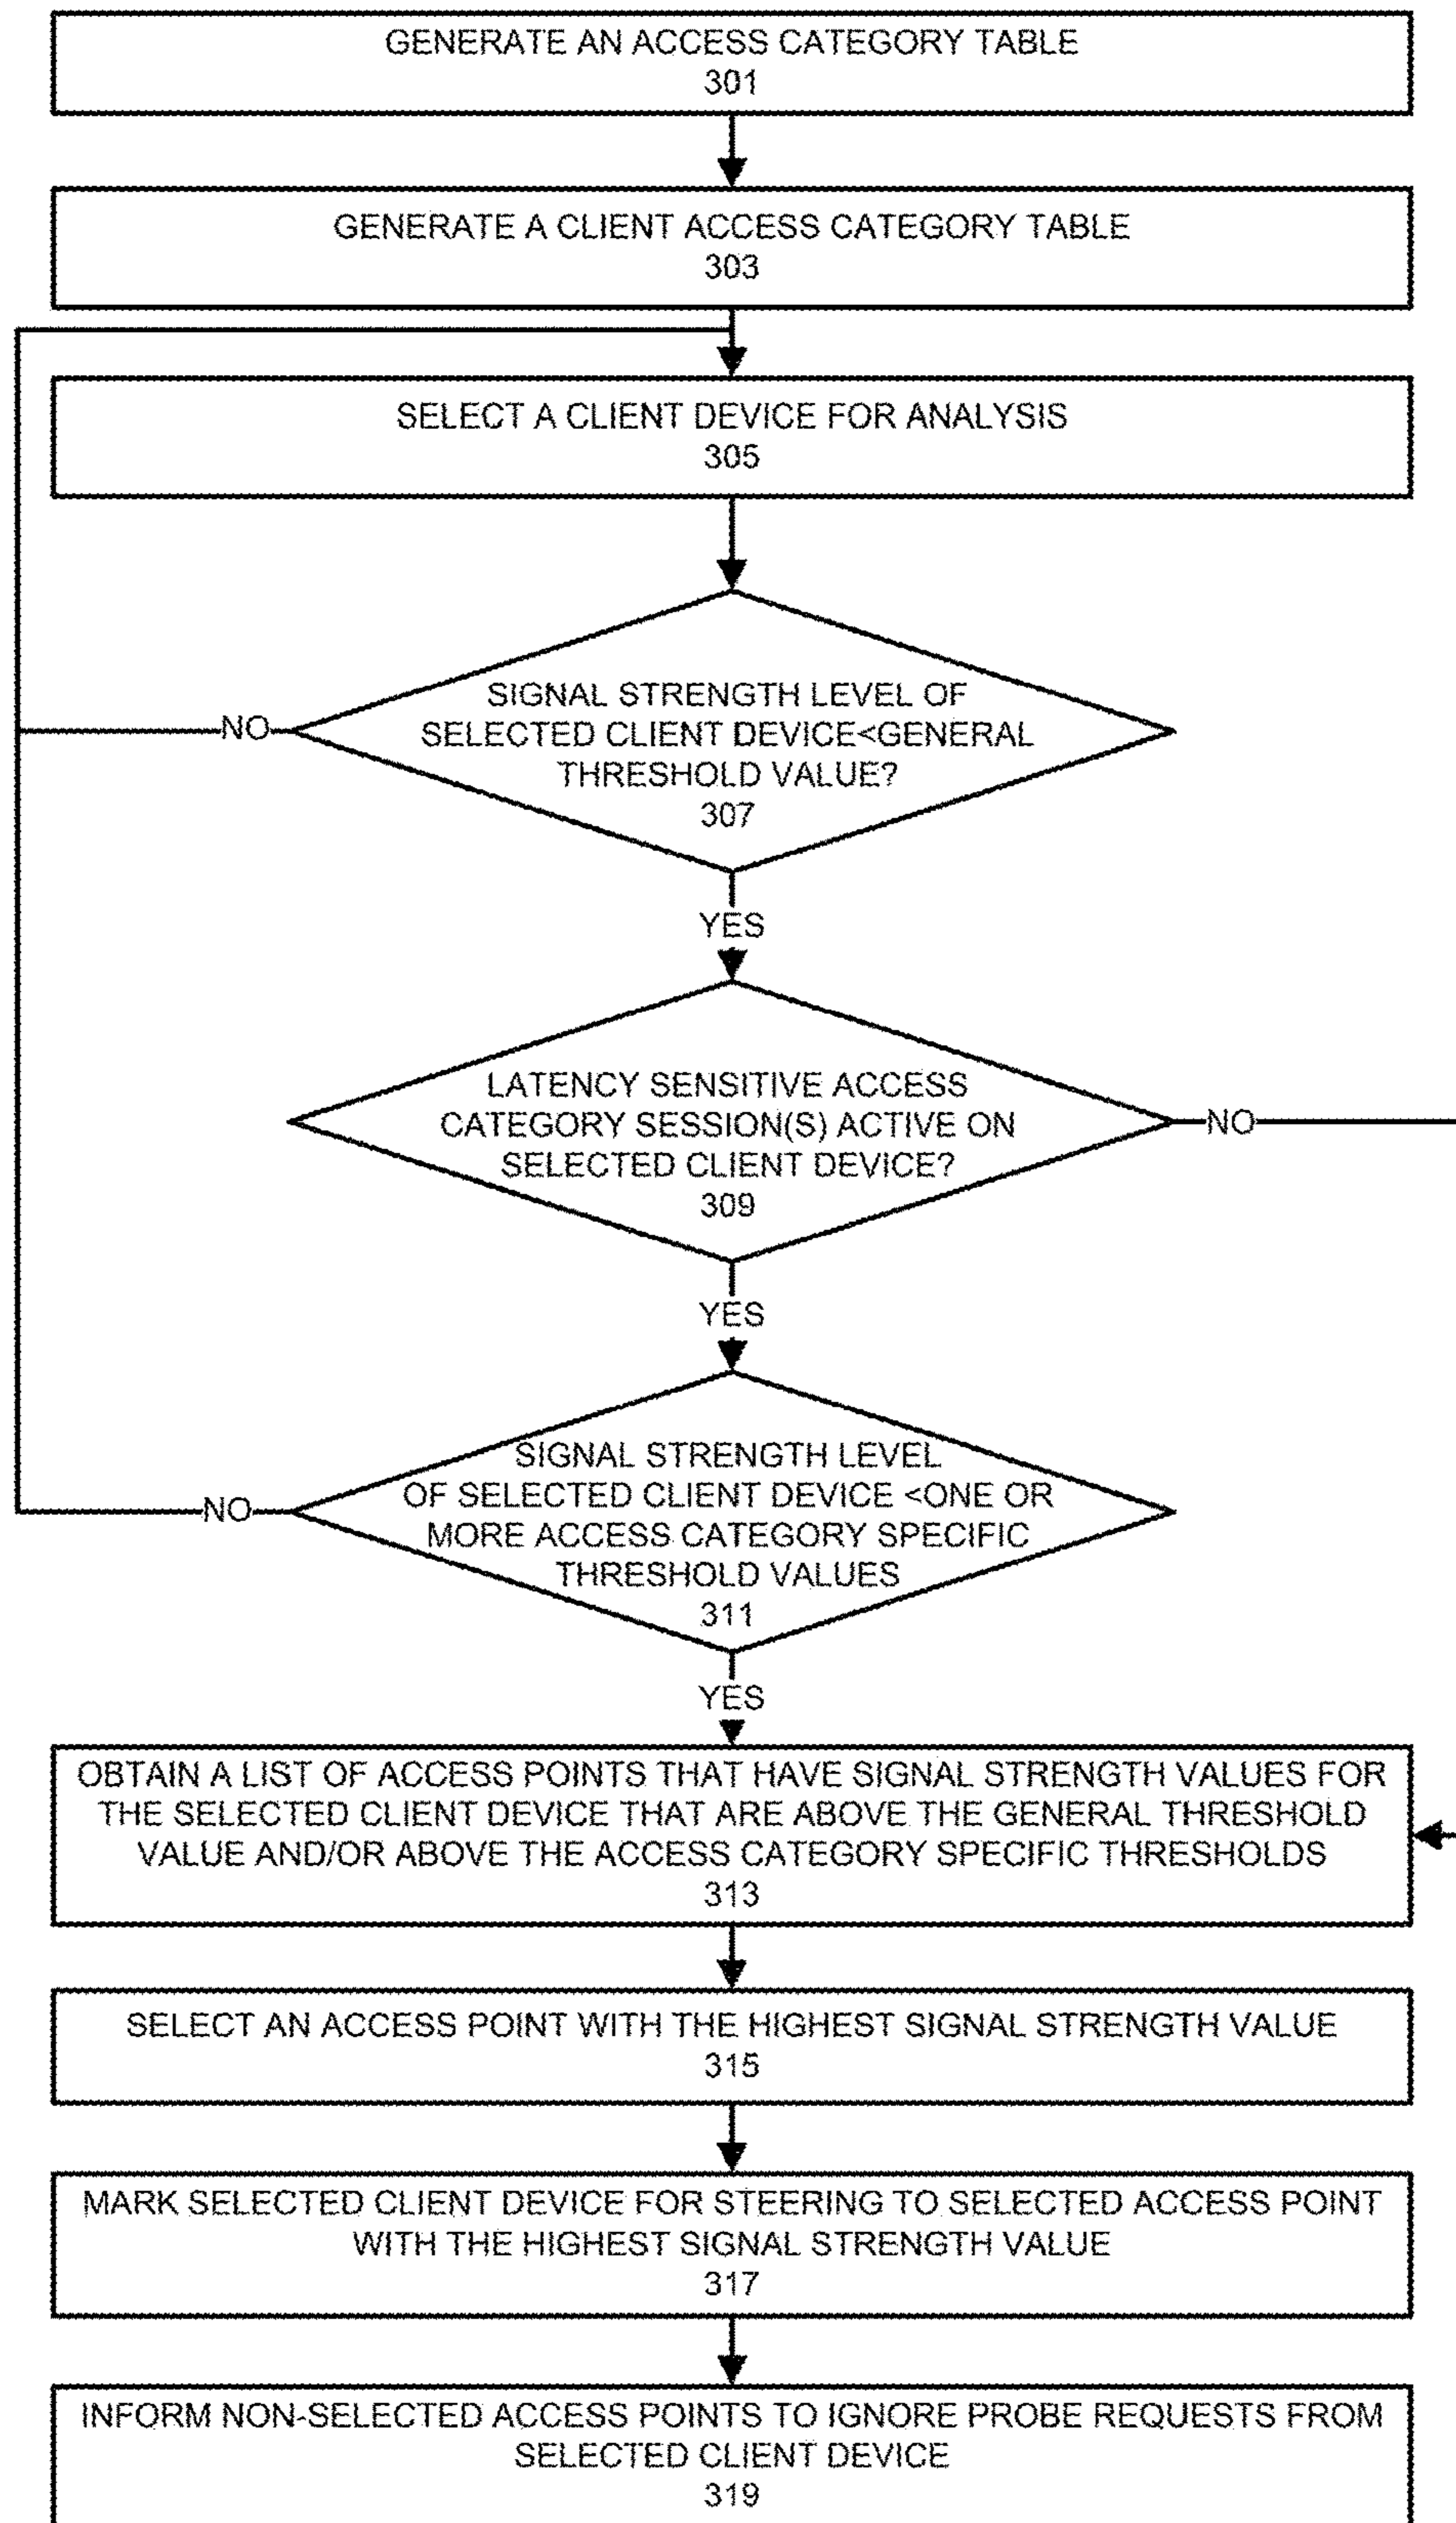 GENERATE AN ACCESS CATEGORY TABLE
301
GENERATE A CLIENT ACCESS CATEGORY TABLE
303
SELECT A CLIENT DEVICE FOR ANALYSIS
305
SIGNAL STRENGTH LEVEL OF
SELECTED CLIENT DEVICE<GENERAL
THRESHOLD VALUE?
307
NO
YES
LATENCY SENSITIVE ACCESS
CATEGORY SESSION(S) ACTIVE ON
SELECTED CLIENT DEVICE?
309
NO
YES
SIGNAL STRENGTH LEVEL
OF SELECTED CLIENT DEVICE <ONE OR
MORE ACCESS CATEGORY SPECIFIC
THRESHOLD VALUES
311
NO
YES
OBTAIN A LIST OF ACCESS POINTS THAT HAVE SIGNAL STRENGTH VALUES FOR
THE SELECTED CLIENT DEVICE THAT ARE ABOVE THE GENERAL THRESHOLD
VALUE AND/OR ABOVE THE ACCESS CATEGORY SPECIFIC THRESHOLDS
313
SELECT AN ACCESS POINT WITH THE HIGHEST SIGNAL STRENGTH VALUE
315
MARK SELECTED CLIENT DEVICE FOR STEERING TO SELECTED ACCESS POINT
WITH THE HIGHEST SIGNAL STRENGTH VALUE
317
INFORM NON-SELECTED ACCESS POINTS TO IGNORE PROBE REQUESTS FROM
SELECTED CLIENT DEVICE
319